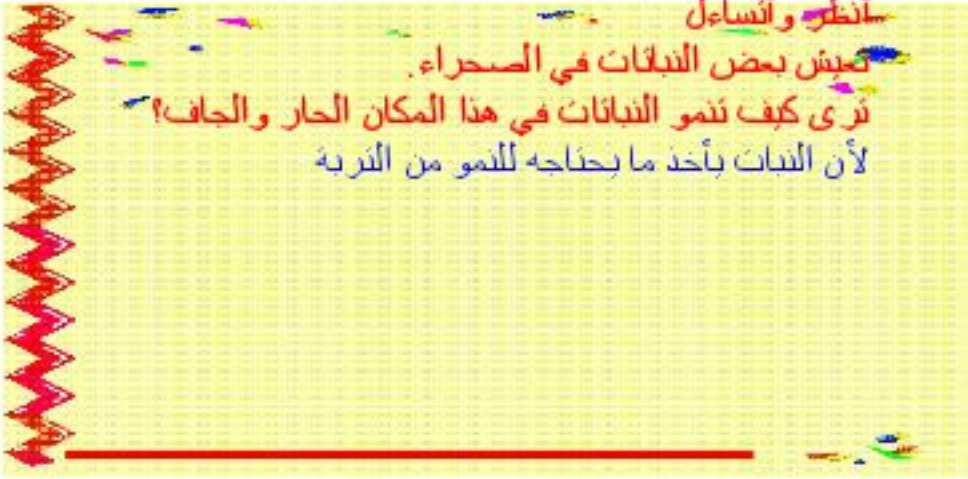 أنظر وأتساءل
تعيش بعض النباتات في الصحراء.
ترى كيف تنمو النباتات في هذا المكان الحار والجاف؟
لأن النبات يأخذ ما يحتاجه للنمو من التربة